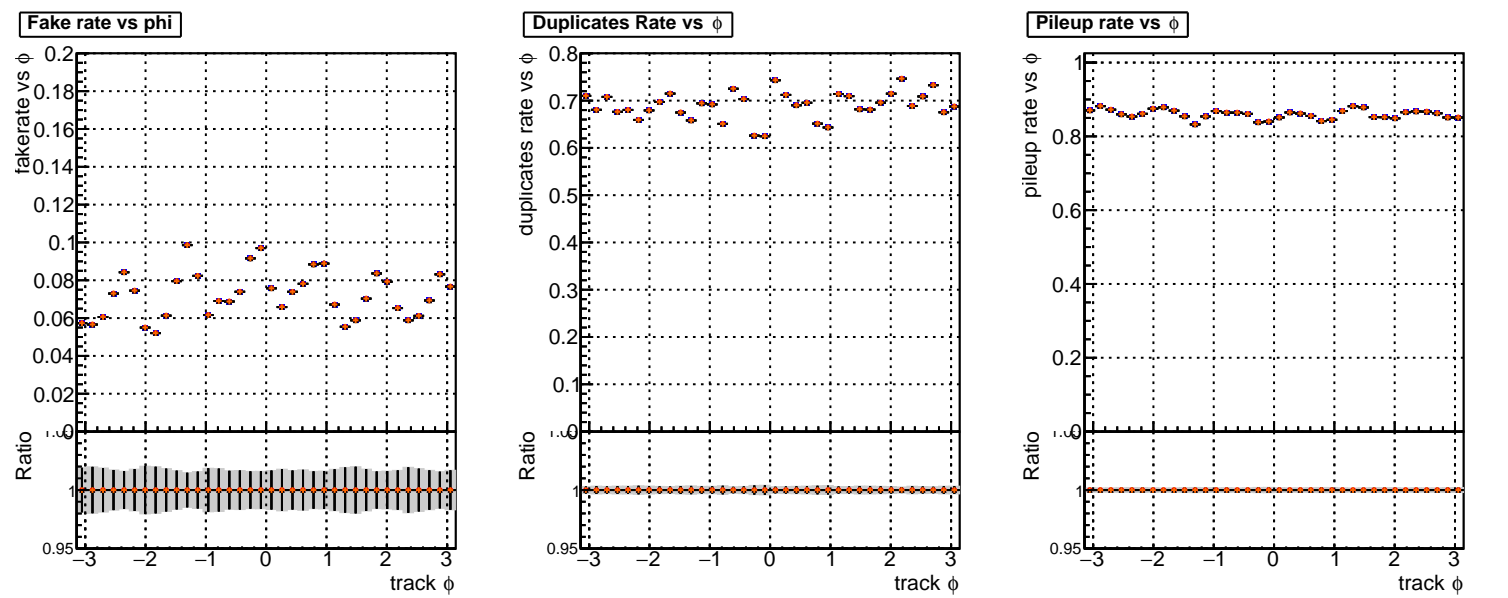 Fake rate vs phi
fakerate vs ϕ
0.2
0.18
0.16
0.14
0.12
0.1
0.08
0.06
0.04
0.02
0
Ratio
1
0.95
−3 −2 −1 0 1 2 3
track ϕ
Duplicates Rate vs ϕ
duplicates rate vs ϕ
0.8
0.7
0.6
0.5
0.4
0.3
0.2
0.1
0
Ratio
1
0.95
−3 −2 −1 0 1 2 3
track ϕ
Pileup rate vs ϕ
pileup rate vs ϕ
1
0.8
0.6
0.4
0.2
0
Ratio
1
0.95
−3 −2 −1 0 1 2 3
track ϕ